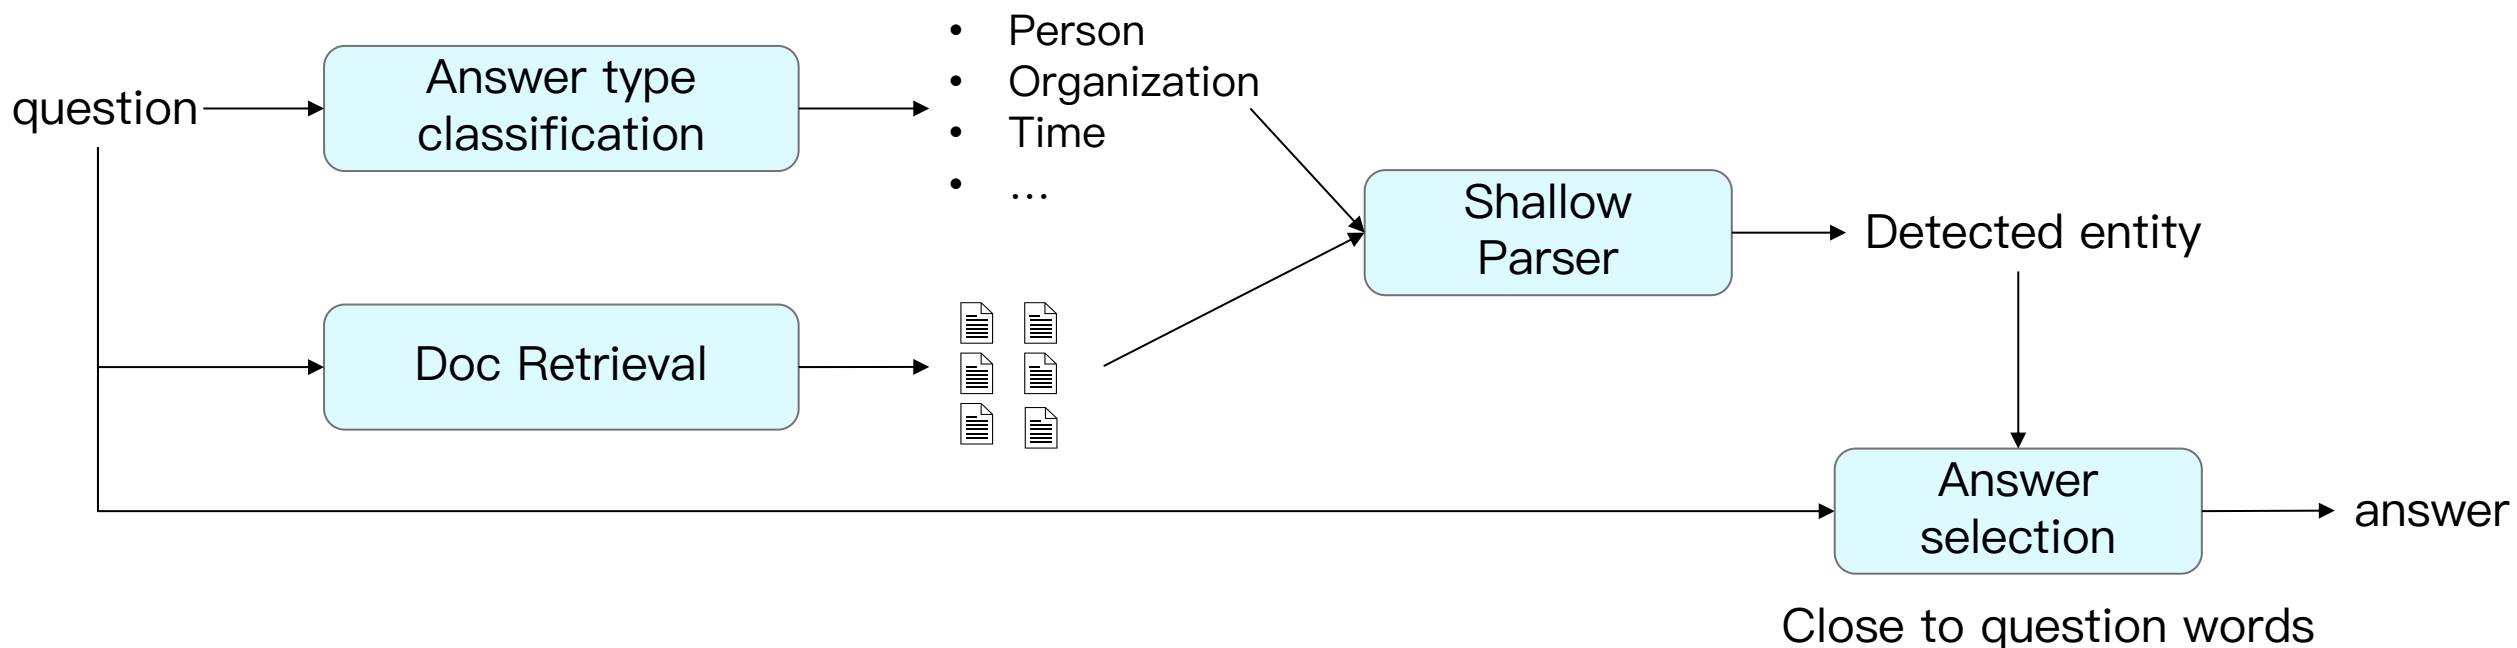 question
Answer type
classification
• Person
• Organization
• Time
• ...
Shallow
Parser
Detected entity
Doc Retrieval
Answer
selection
answer
Close to question words